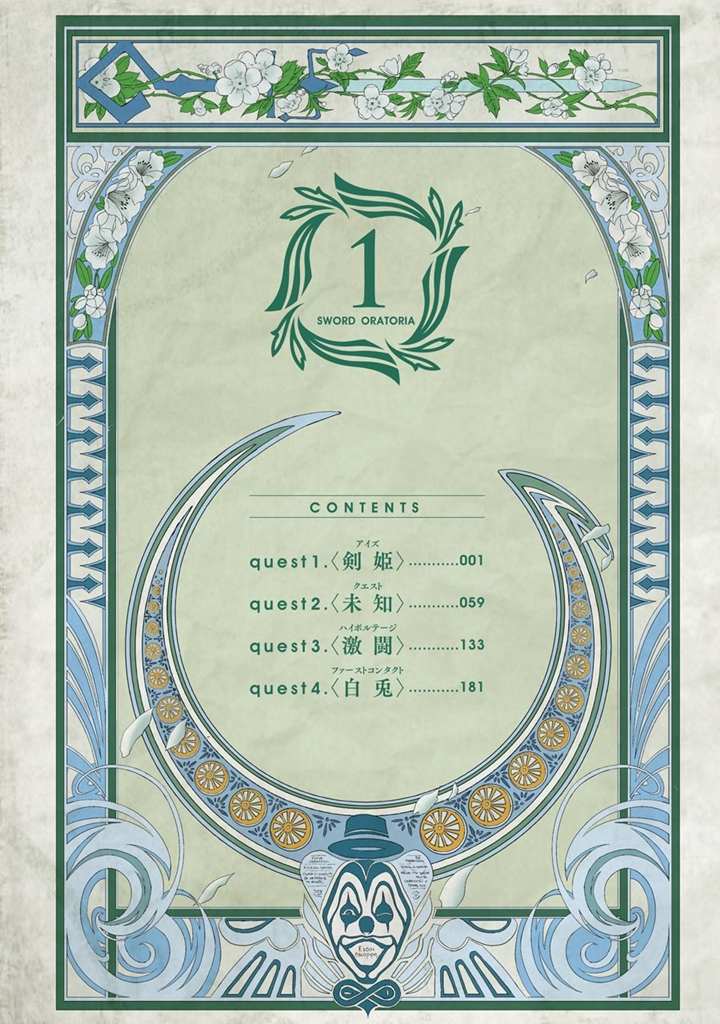 1
SWORD ORATORIA
CONTENTS
アイズ
quest1.〈剣姫〉...........001
クエスト
quest2.〈未知〉...........059
ハイボルテージ
quest3.〈激闘〉...........133
ファーストコンタクト
quest4.〈白兎〉...........181